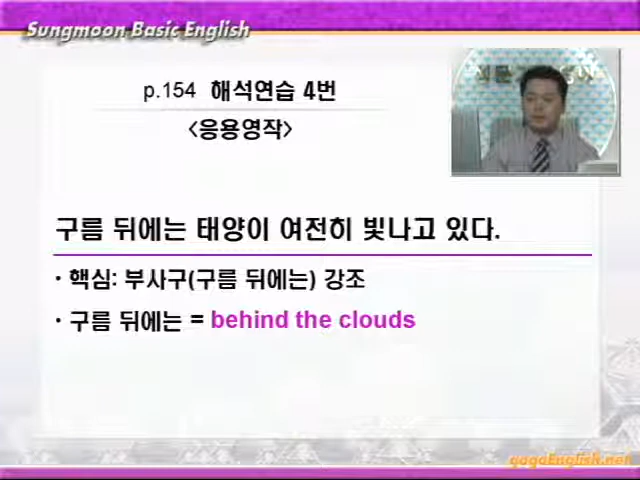 Sungmoon Basic English
p.154 해석연습 4번
<응용영작>
구름 뒤에는 태양이 여전히 빛나고 있다.
· 핵심: 부사구(구름 뒤에는) 강조
· 구름 뒤에는 = behind the clouds
gogoEnglish.net